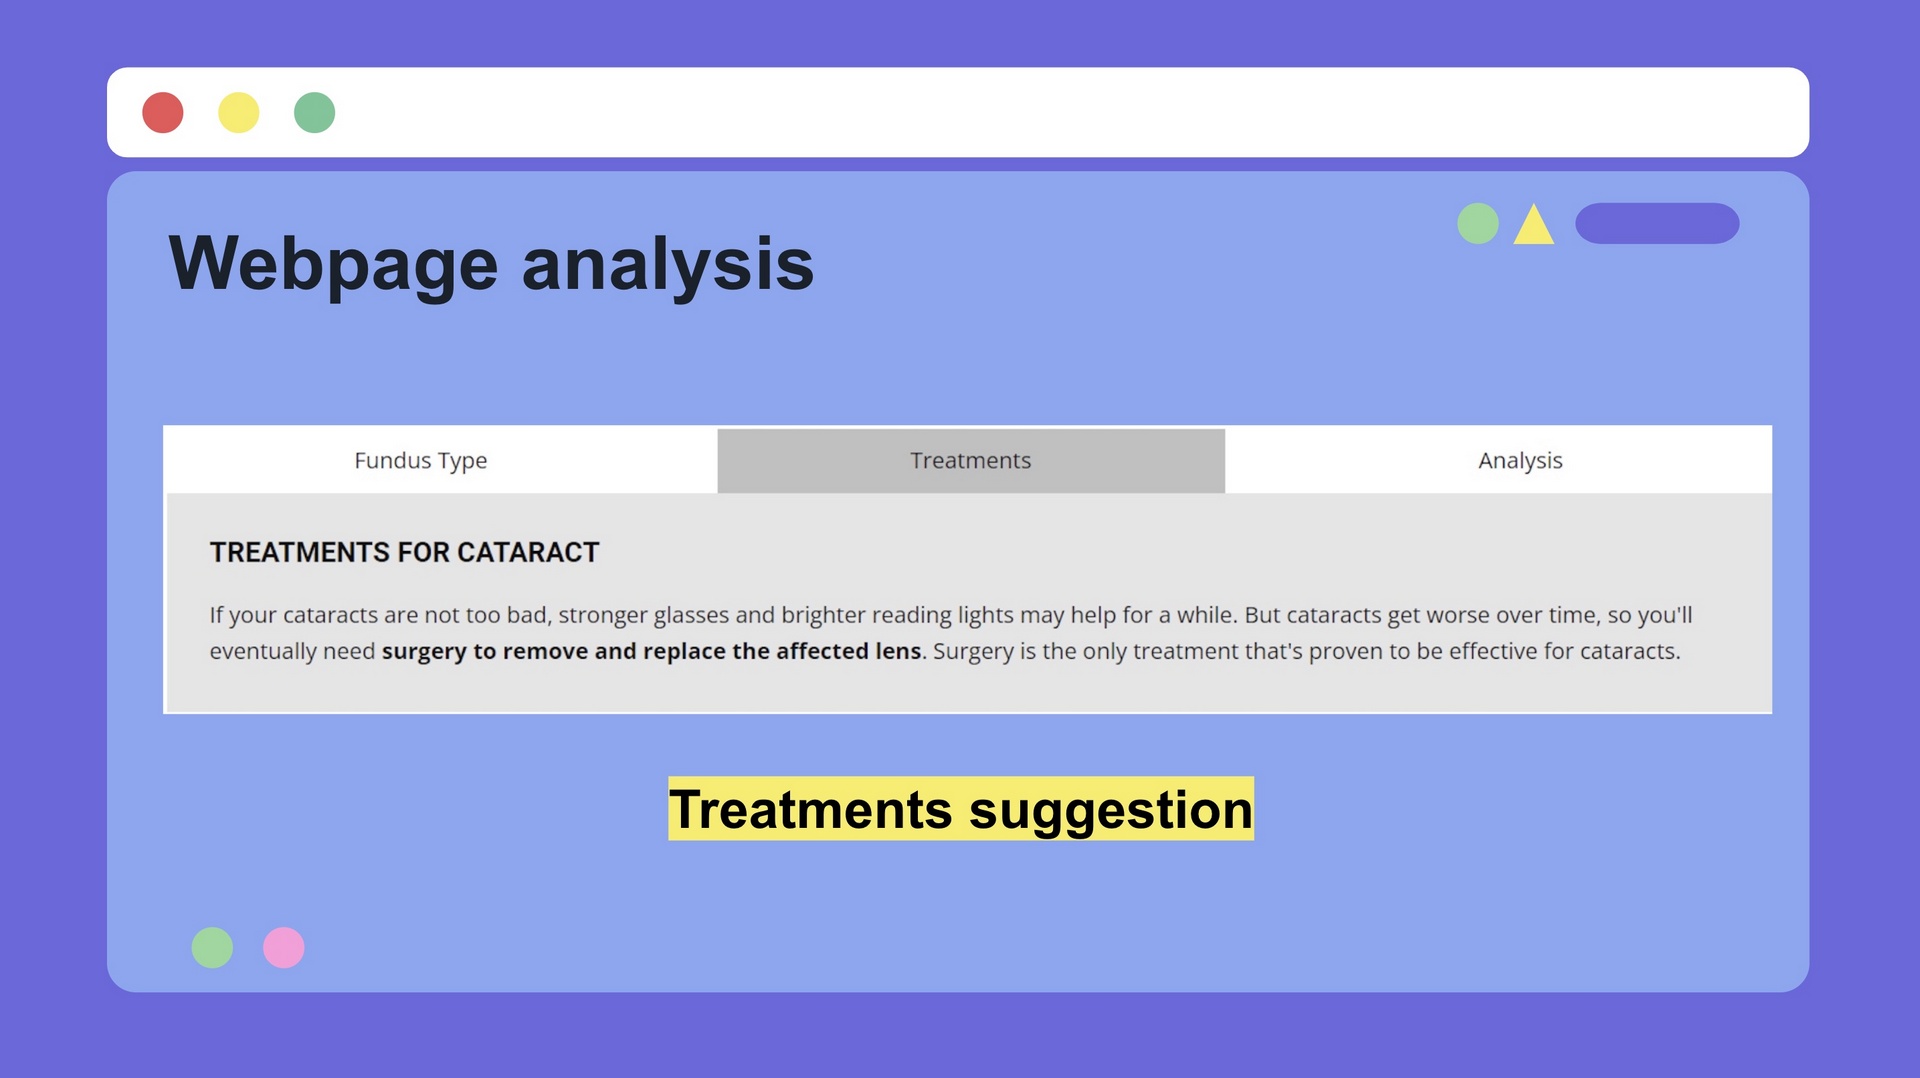 Webpage analysis
Fundus Type
Treatments
Analysis
TREATMENTS FOR CATARACT
If your cataracts are not too bad, stronger glasses and brighter reading lights may help for a while. But cataracts get worse over time, so you'll
eventually need surgery to remove and replace the affected lens. Surgery is the only treatment that's proven to be effective for cataracts.
Treatments suggestion